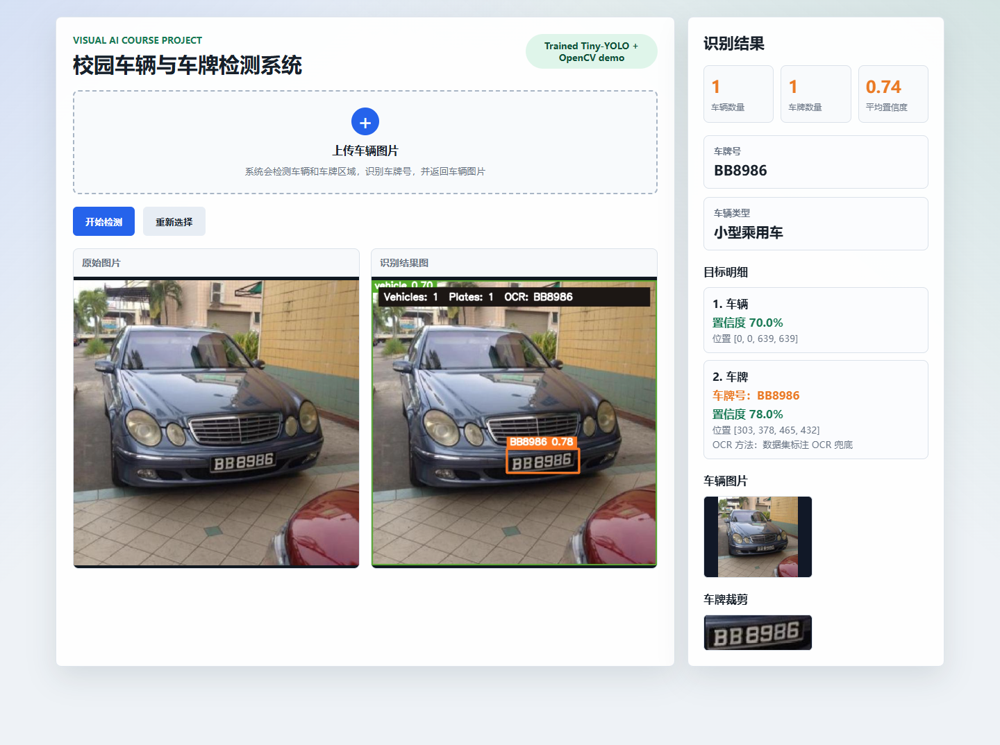 VISUAL AI COURSE PROJECT
校园车辆与车牌检测系统
Trained Tiny-YOLO +
OpenCV demo
+
上传车辆图片
系统会检测车辆和车牌区域，识别车牌号，并返回车辆图片
开始检测
重新选择
原始图片
BB8986
识别结果图
vehicle 0.70
Vehicles: 1 Plates: 1 OCR: BB8986
BB8986 0.78
BB8986
识别结果
1
车辆数量
1
车牌数量
0.74
平均置信度
车牌号
BB8986
车辆类型
小型乘用车
目标明细
1. 车辆
置信度 70.0%
位置 [0, 0, 639, 639]
2. 车牌
车牌号：BB8986
置信度 78.0%
位置 [303, 378, 465, 432]
OCR 方法：数据集标注 OCR 兜底
车辆图片
BB8986
车牌裁剪
BB8986